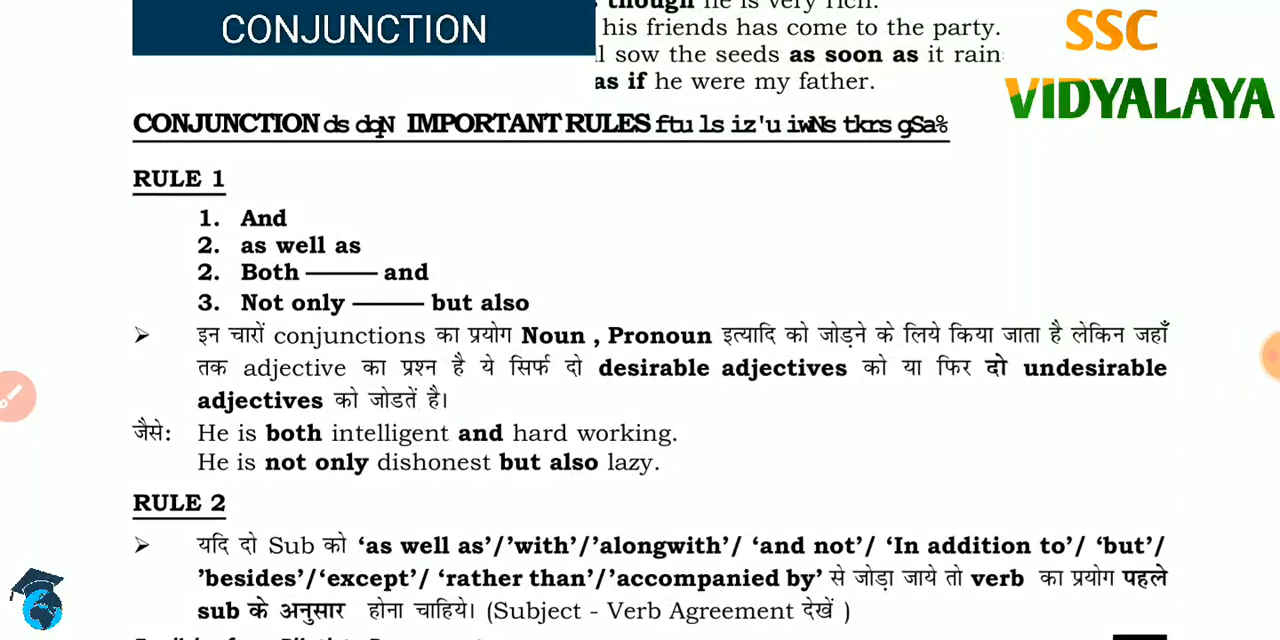 CONJUNCTION
though he is very rich.
his friends has come to the party.
l sow the seeds as soon as it rain
as if he were my father.
SSC
VIDYALAYA
CONJUNCTION ds dqN IMPORTANT RULES ftu ls iz'u iwNs tkrs gSa%
RULE 1
1. And
2. as well as
2. Both ——— and
3. Not only ——— but also
➢ इन चारों conjunctions का प्रयोग Noun , Pronoun इत्यादि को जोड़ने के लिये किया जाता है लेकिन जहाँ
तक adjective का प्रश्न है ये सिर्फ दो desirable adjectives को या फिर दो undesirable
adjectives को जोडतें है।
जैसे: He is both intelligent and hard working.
He is not only dishonest but also lazy.
RULE 2
➢ यदि दो Sub को ‘as well as’/’with’/’alongwith’/ ‘and not’/ ‘In addition to’/ ‘but’/
’besides’/‘except’/ ‘rather than’/’accompanied by’ से जोड़ा जाये तो verb का प्रयोग पहले
sub के अनुसार होना चाहिये। (Subject - Verb Agreement देखें )